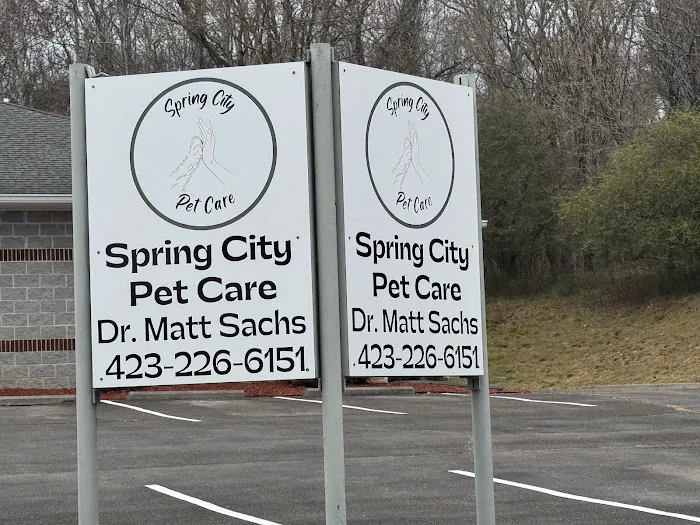 Spring City
Pet Care
Spring City
Pet Care
Dr. Matt Sachs
423-226-6151
Spring City
Pet Care
Spring City
Pet Care
Dr. Matt Sachs
423-226-6151